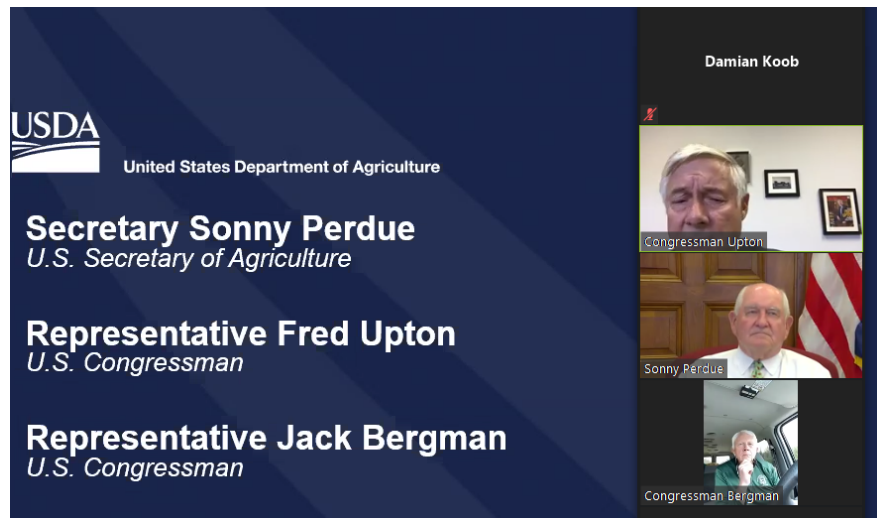 USDA
United States Department of Agriculture
Secretary Sonny Perdue
U.S. Secretary of Agriculture
Representative Fred Upton
U.S. Congressman
Representative Jack Bergman
U.S. Congressman
Damian Koob
Congressman Upton
Sonny Perdue
Congressman Bergman